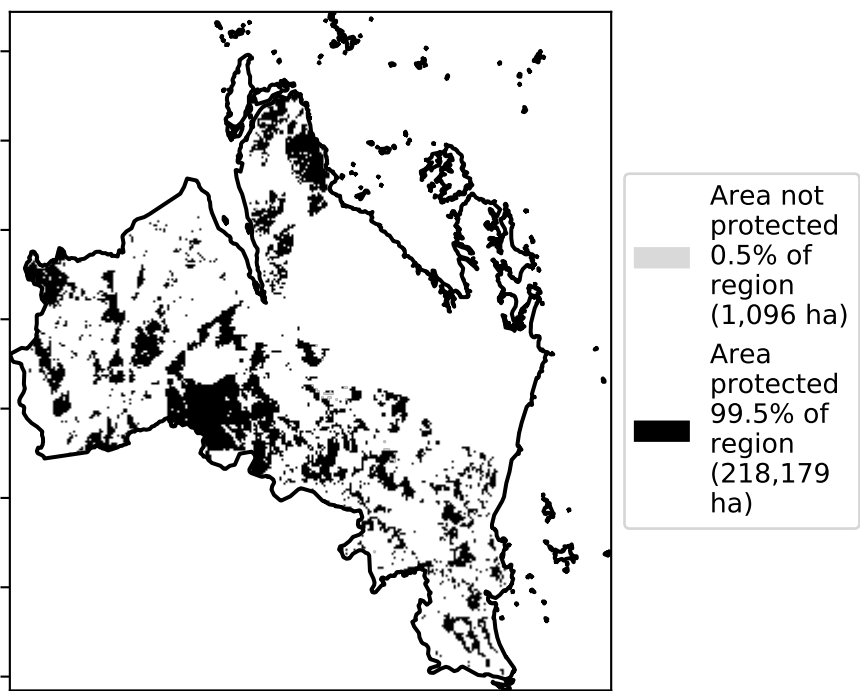 Area not
protected
0.5% of
region
(1,096 ha)
Area
protected
99.5% of
region
(218,179
ha)